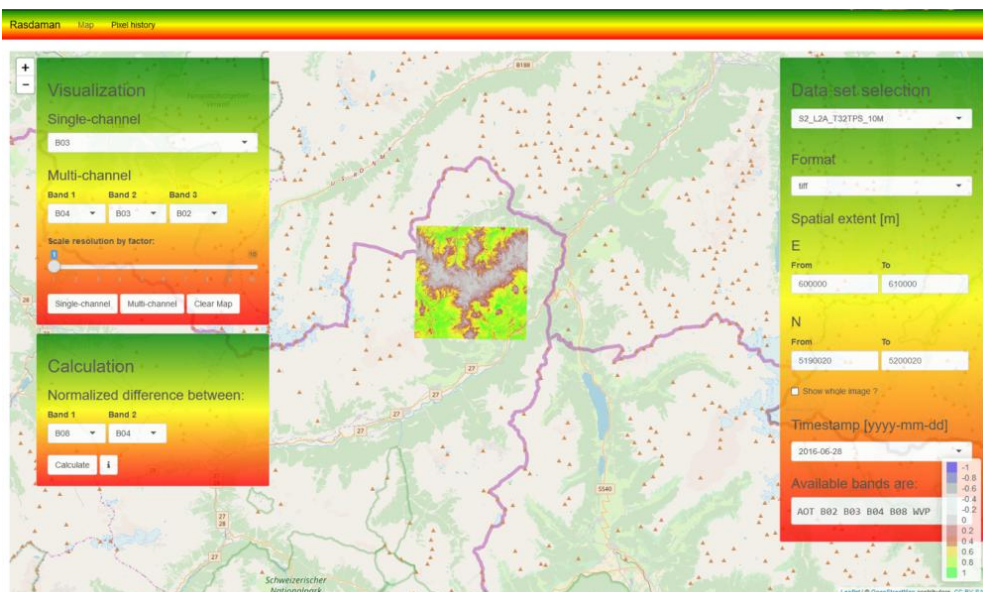 Rasdaman Map Pixel history
+
−
Visualization
Single-channel
B03
Multi-channel
Band 1 Band 2 Band 3
B04 B03 B02
Scale resolution by factor:
1 10
Single-channel Multi-channel Clear Map
Calculation
Normalized difference between:
Band 1 Band 2
B08 B04
Calculate i
B188
27
27
27
27
28
28
SS40
Schweizerischer
Nationalpark
Data set selection
S2_L2A_T32TPS_10M
Format
tiff
Spatial extent [m]
E
From To
600000 610000
N
From To
5190020 5200020
Show whole image ?
Timestamp [yyyy-mm-dd]
2016-06-28
Available bands are:
AOT B02 B03 B04 B08 WVP
-1
-0.8
-0.6
-0.4
-0.2
0
0.2
0.4
0.6
0.8
1